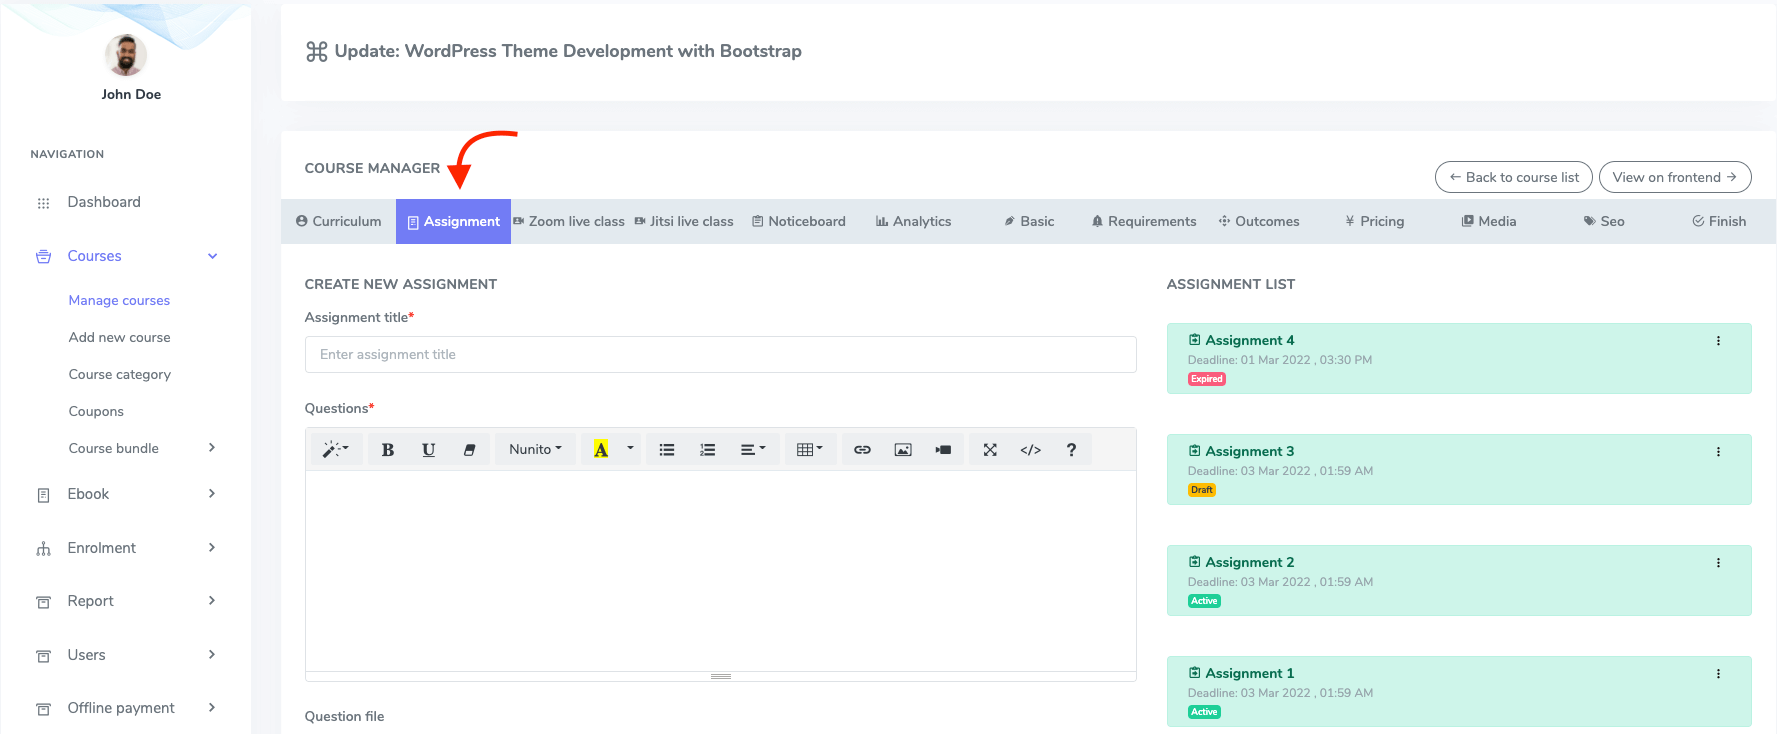 John Doe
NAVIGATION
Dashboard
Courses
Manage courses
Add new course
Course category
Coupons
Course bundle
Ebook
Enrolment
Report
Users
Offline payment
Update: WordPress Theme Development with Bootstrap
COURSE MANAGER
← Back to course list
View on frontend →
Curriculum
Assignment
Zoom live class
Jitsi live class
Noticeboard
Analytics
Basic
Requirements
Outcomes
¥ Pricing
Media
Seo
Finish
CREATE NEW ASSIGNMENT
Assignment title*
Enter assignment title
Questions*
B U Nunito A </> ?
Question file
ASSIGNMENT LIST
Assignment 4
Deadline: 01 Mar 2022 , 03:30 PM
Expired
Assignment 3
Deadline: 03 Mar 2022 , 01:59 AM
Draft
Assignment 2
Deadline: 03 Mar 2022 , 01:59 AM
Active
Assignment 1
Deadline: 03 Mar 2022 , 01:59 AM
Active